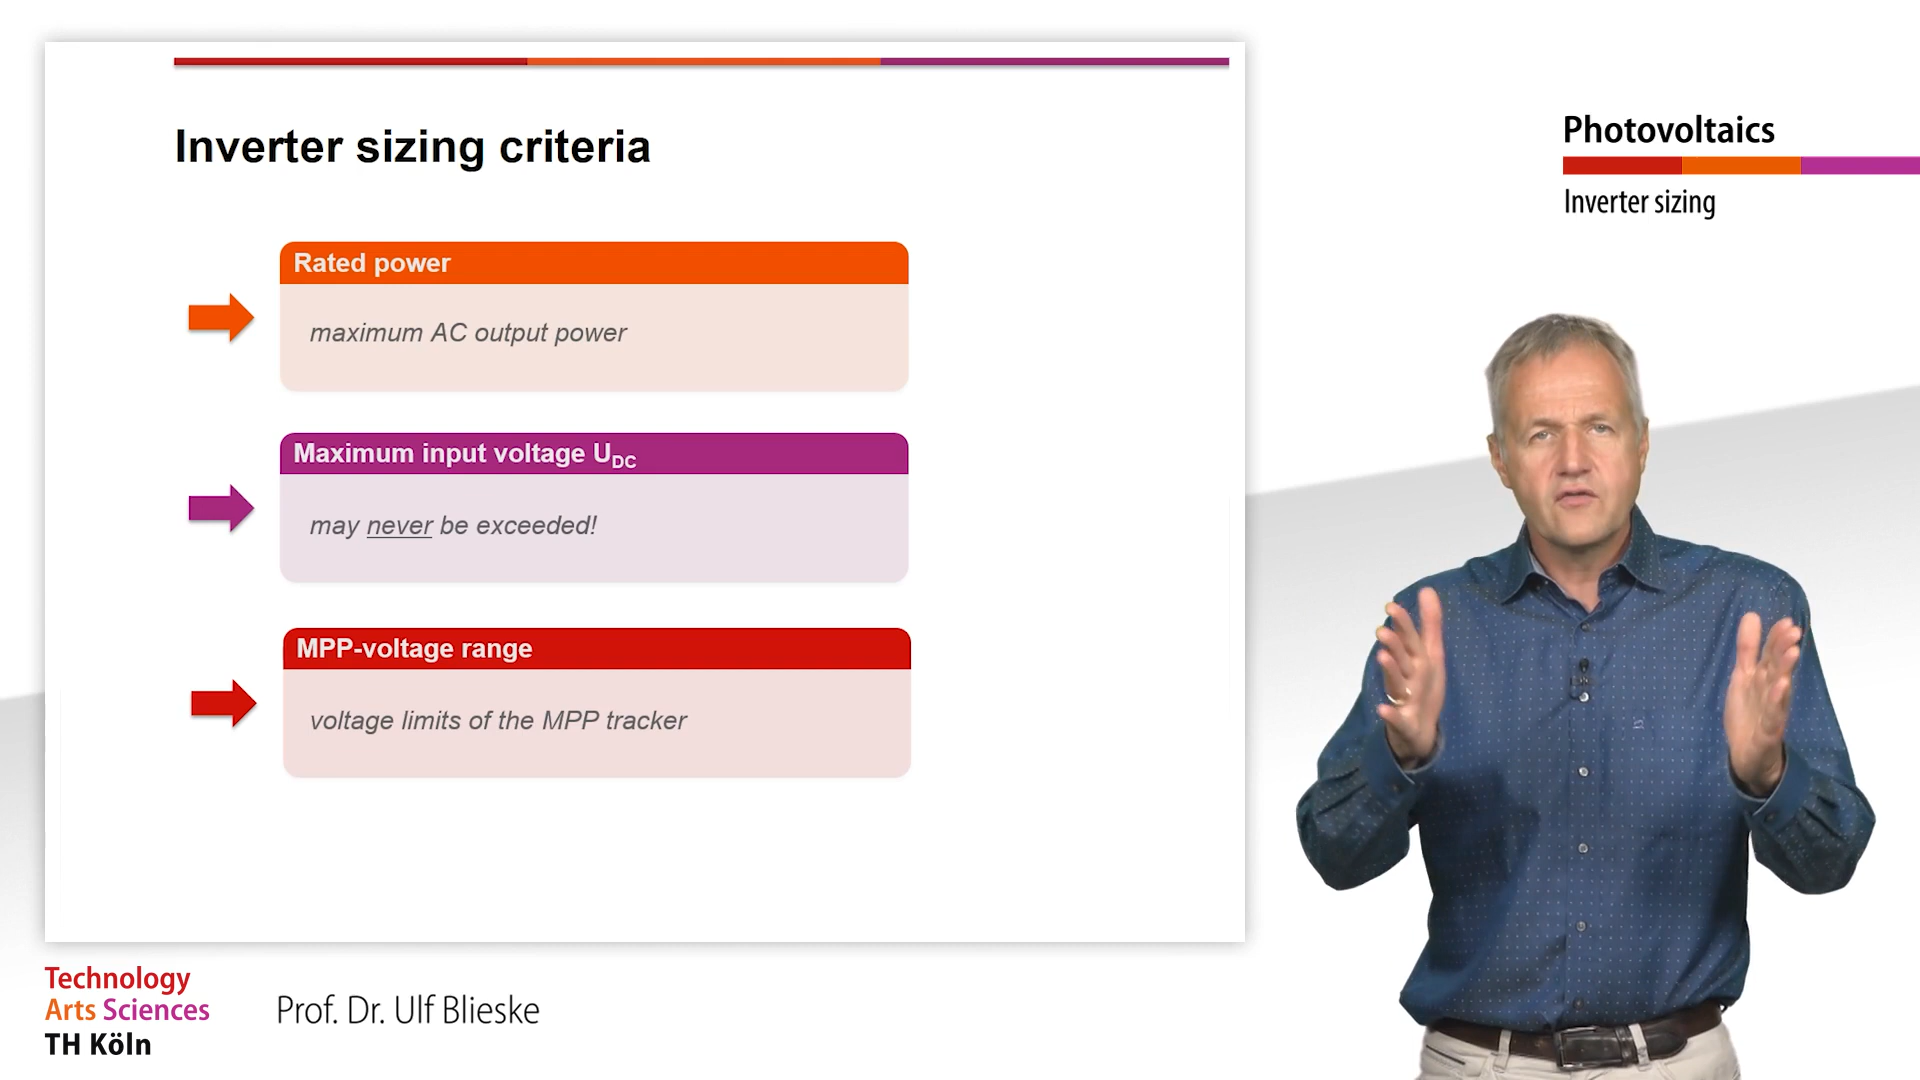 Inverter sizing criteria
Rated power
maximum AC output power
Maximum input voltage UDC
may never be exceeded!
MPP-voltage range
voltage limits of the MPP tracker
Photovoltaics
Inverter sizing
Technology
Arts Sciences
TH Köln
Prof. Dr. Ulf Blieske